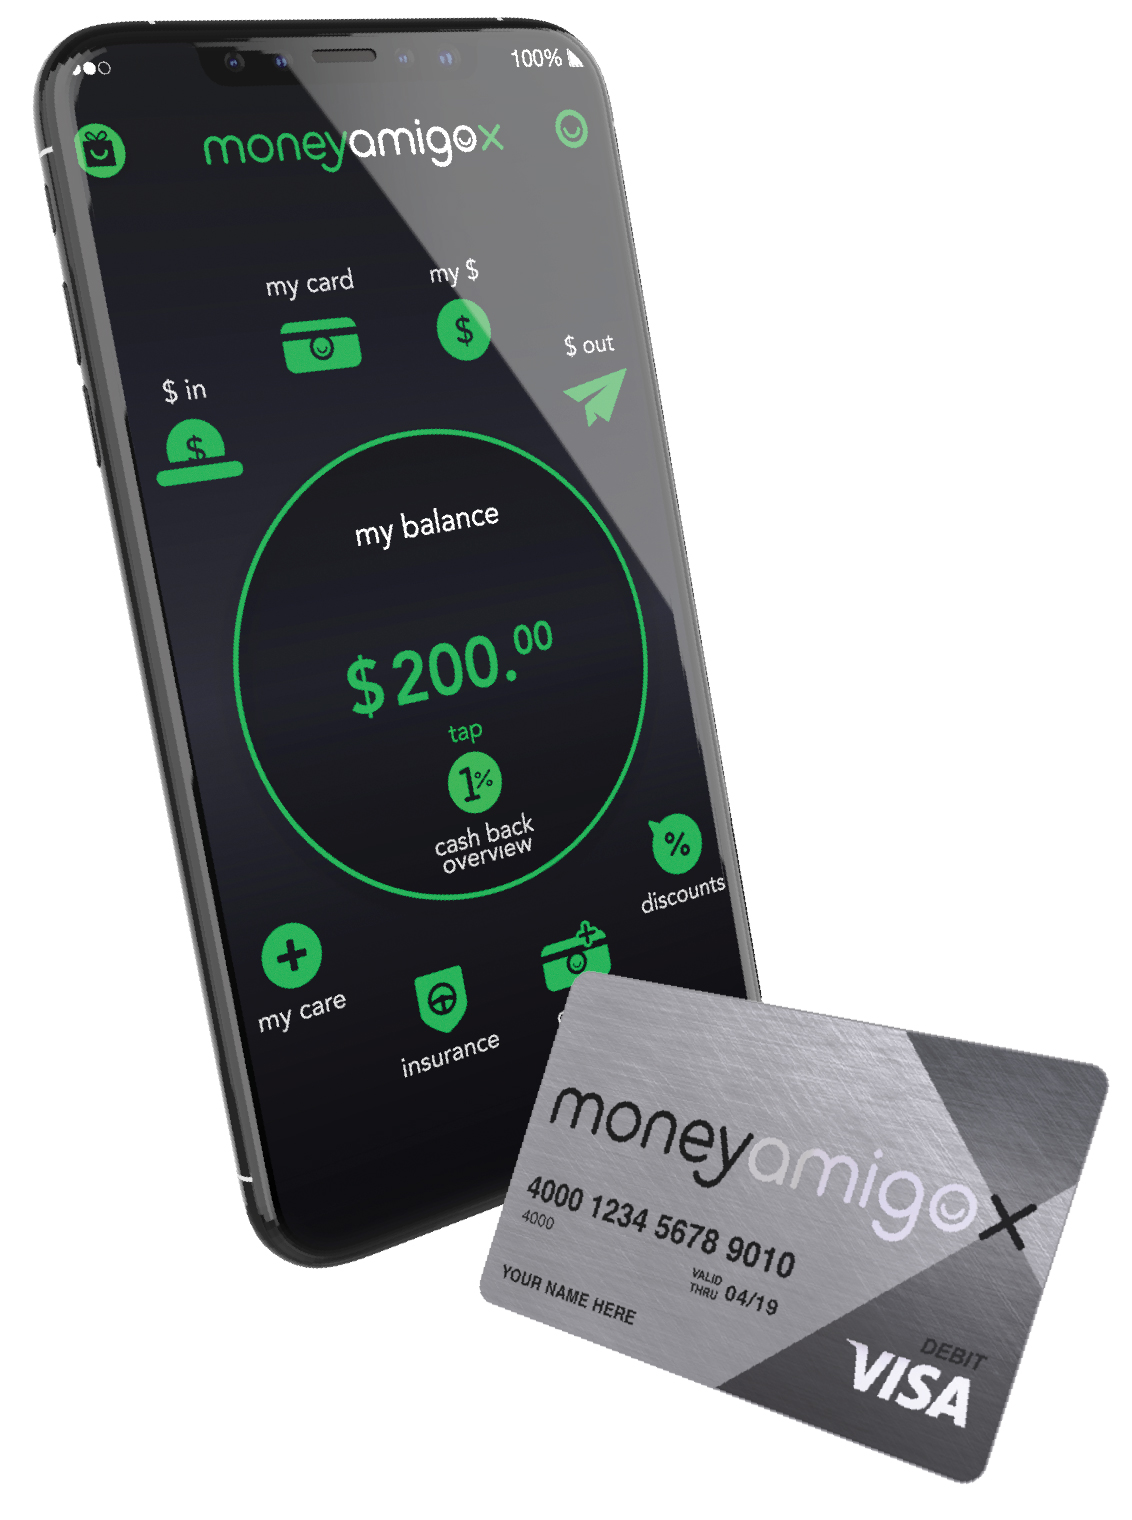 100%
moneyamigox
my card
my $
$ out
$ in
$
$
my balance
$200.00
tap
1%
cash back
overview
%
discounts
my care
insurance
moneyamigox
4000 1234 5678 9010
4000
VALID
THRU 04/19
YOUR NAME HERE
DEBIT
VISA